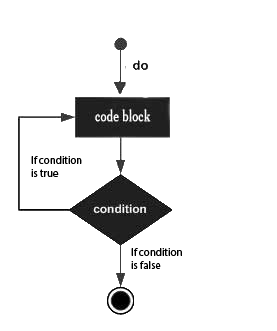 do
code block
If condition
is true
condition
If condition
is false